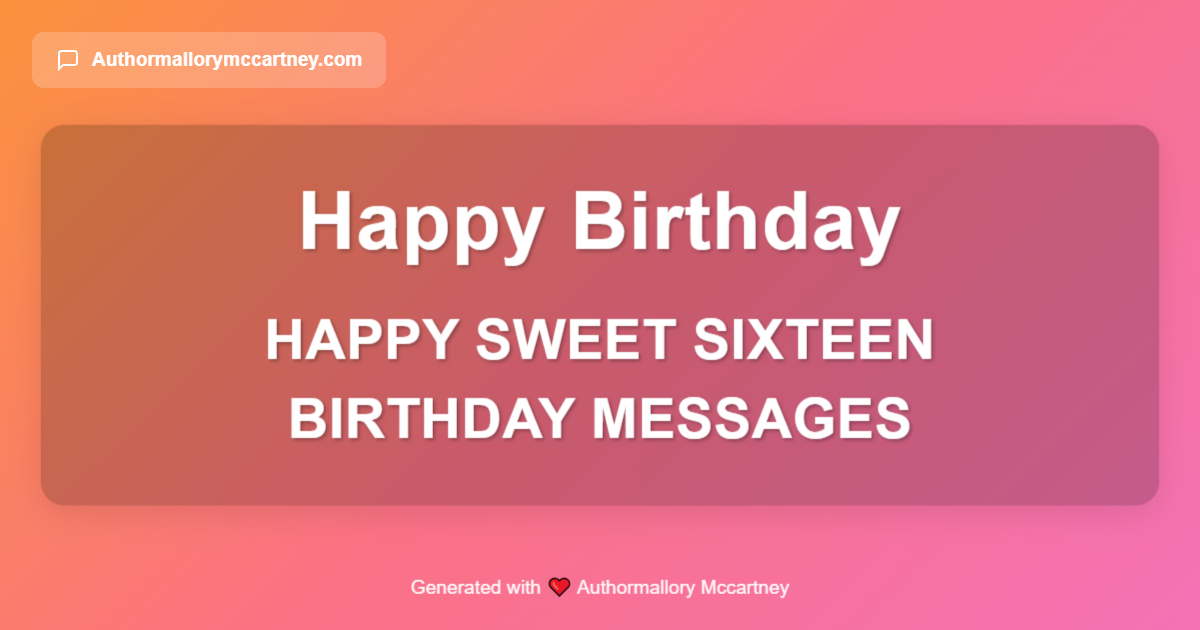 Authormallorymccartney.com
Happy Birthday
HAPPY SWEET SIXTEEN
BIRTHDAY MESSAGES
Generated with ❤️ Authormallory Mccartney